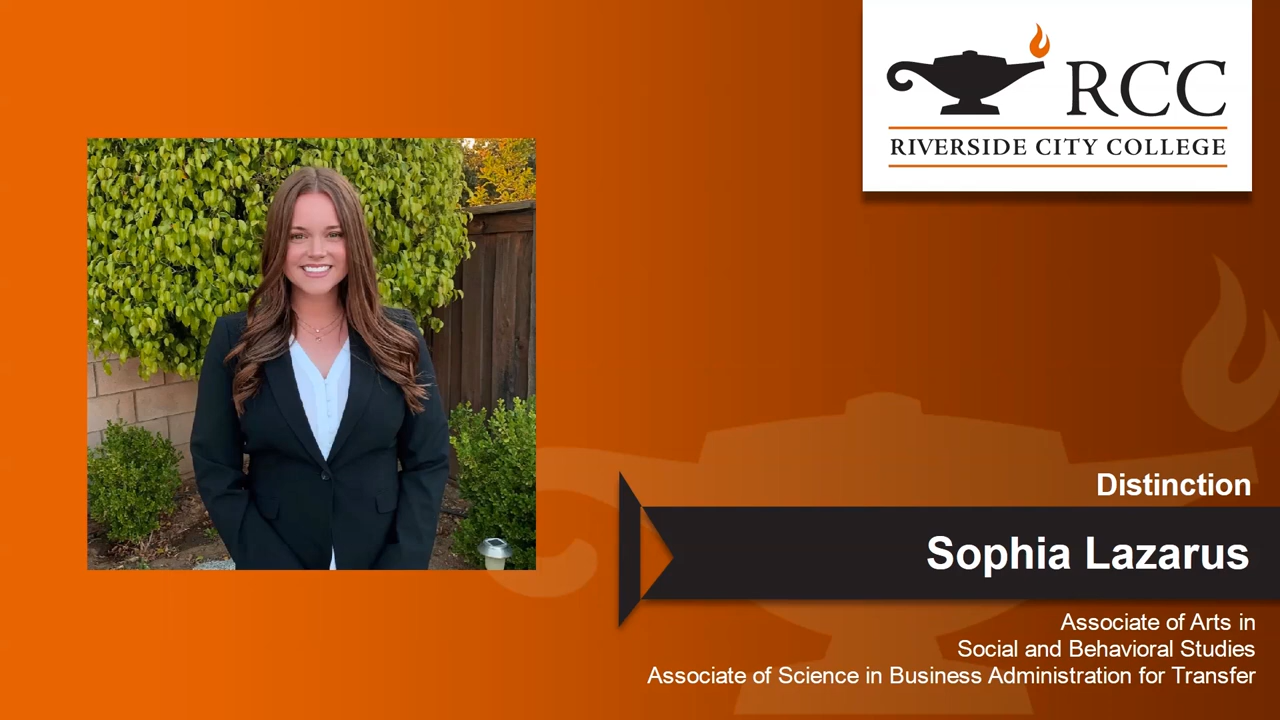 RCC
RIVERSIDE CITY COLLEGE
Distinction
Sophia Lazarus
Associate of Arts in
Social and Behavioral Studies
Associate of Science in Business Administration for Transfer